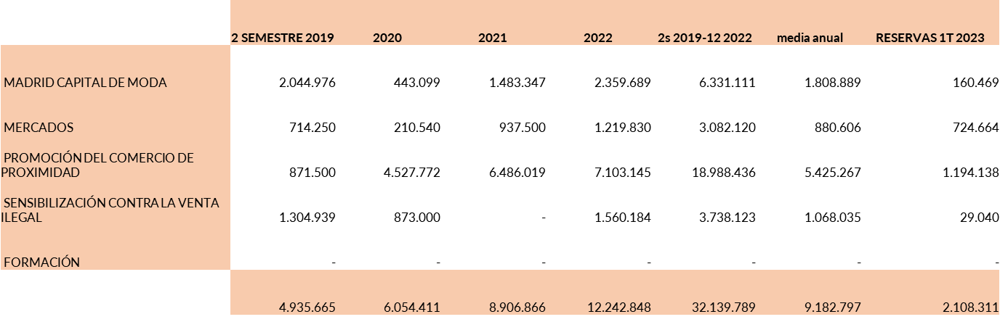 2 SEMESTRE 2019 2020 2021 2022 2s 2019-12 2022 media anual RESERVAS 1T 2023
MADRID CAPITAL DE MODA 2.044.976 443.099 1.483.347 2.359.689 6.331.111 1.808.889 160.469
MERCADOS 714.250 210.540 937.500 1.219.830 3.082.120 880.606 724.664
PROMOCIÓN DEL COMERCIO DE
PROXIMIDAD 871.500 4.527.772 6.486.019 7.103.145 18.988.436 5.425.267 1.194.138
SENSIBILIZACIÓN CONTRA LA VENTA
ILEGAL 1.304.939 873.000 - 1.560.184 3.738.123 1.068.035 29.040
FORMACIÓN - - - - - - -
4.935.665 6.054.411 8.906.866 12.242.848 32.139.789 9.182.797 2.108.311